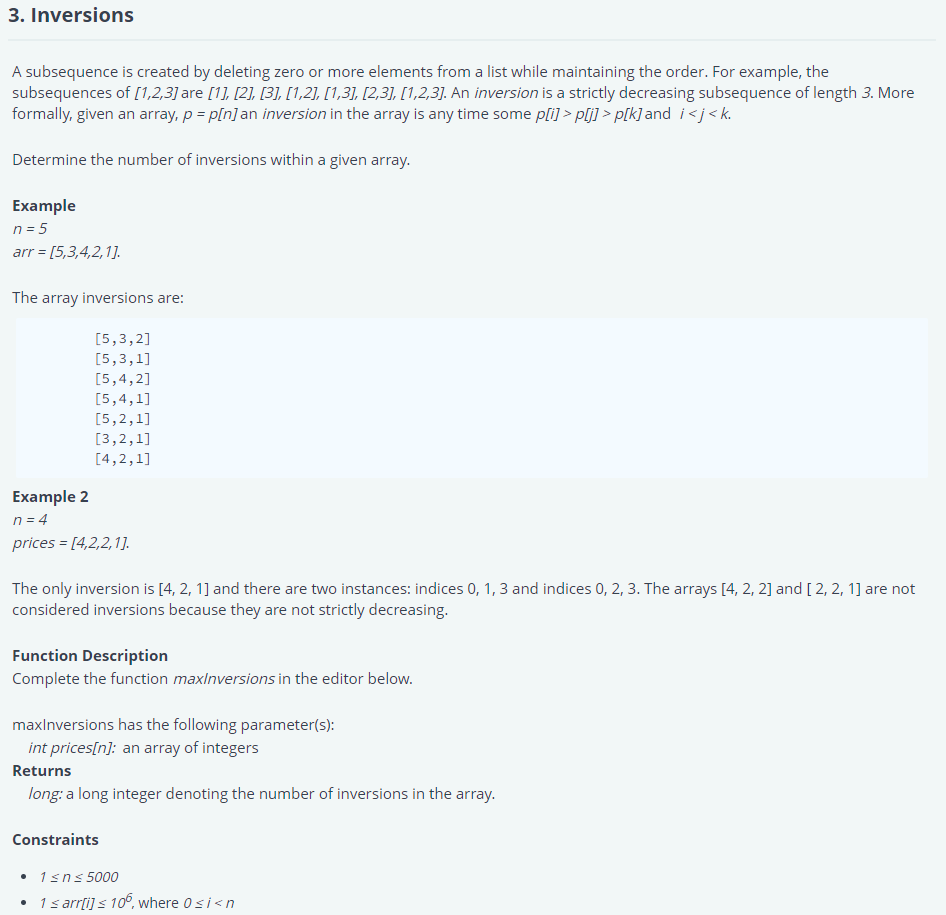 3. Inversions
A subsequence is created by deleting zero or more elements from a list while maintaining the order. For example, the
subsequences of [1,2,3] are [1], [2], [3], [1,2], [1,3], [2,3], [1,2,3]. An inversion is a strictly decreasing subsequence of length 3. More
formally, given an array, p = p[n] an inversion in the array is any time some p[i] > p[j] > p[k] and i < j < k.
Determine the number of inversions within a given array.
Example
n = 5
arr = [5,3,4,2,1].
The array inversions are:
[5,3,2]
[5,3,1]
[5,4,2]
[5,4,1]
[5,2,1]
[3,2,1]
[4,2,1]
Example 2
n = 4
prices = [4,2,2,1].
The only inversion is [4, 2, 1] and there are two instances: indices 0, 1, 3 and indices 0, 2, 3. The arrays [4, 2, 2] and [ 2, 2, 1] are not
considered inversions because they are not strictly decreasing.
Function Description
Complete the function maxInversions in the editor below.
maxInversions has the following parameter(s):
int prices[n]: an array of integers
Returns
long: a long integer denoting the number of inversions in the array.
Constraints
• 1 ≤ n ≤ 5000
• 1 ≤ arr[i] ≤ 10⁶, where 0 ≤ i < n